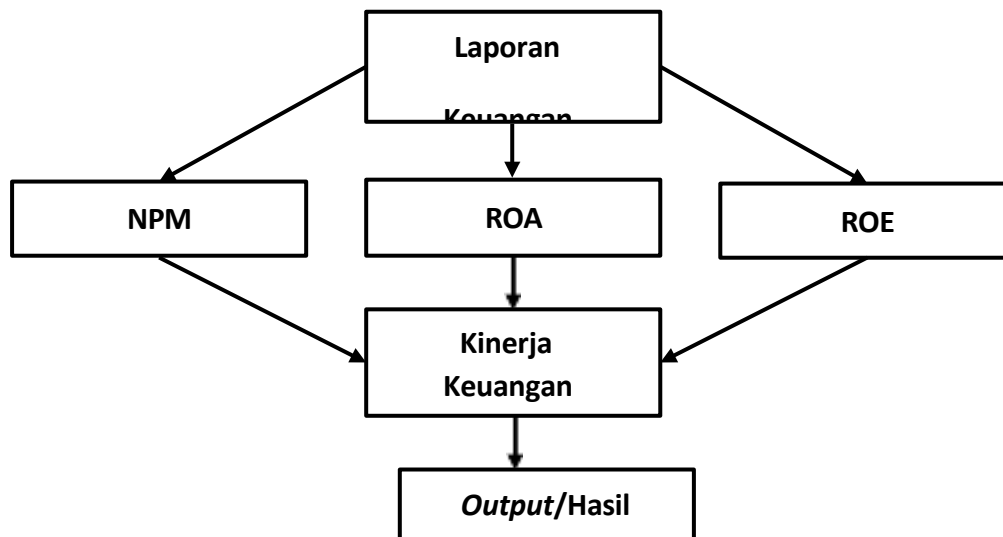 Laporan
Keuangan
NPM
ROA
ROE
Kinerja
Keuangan
Output/Hasil